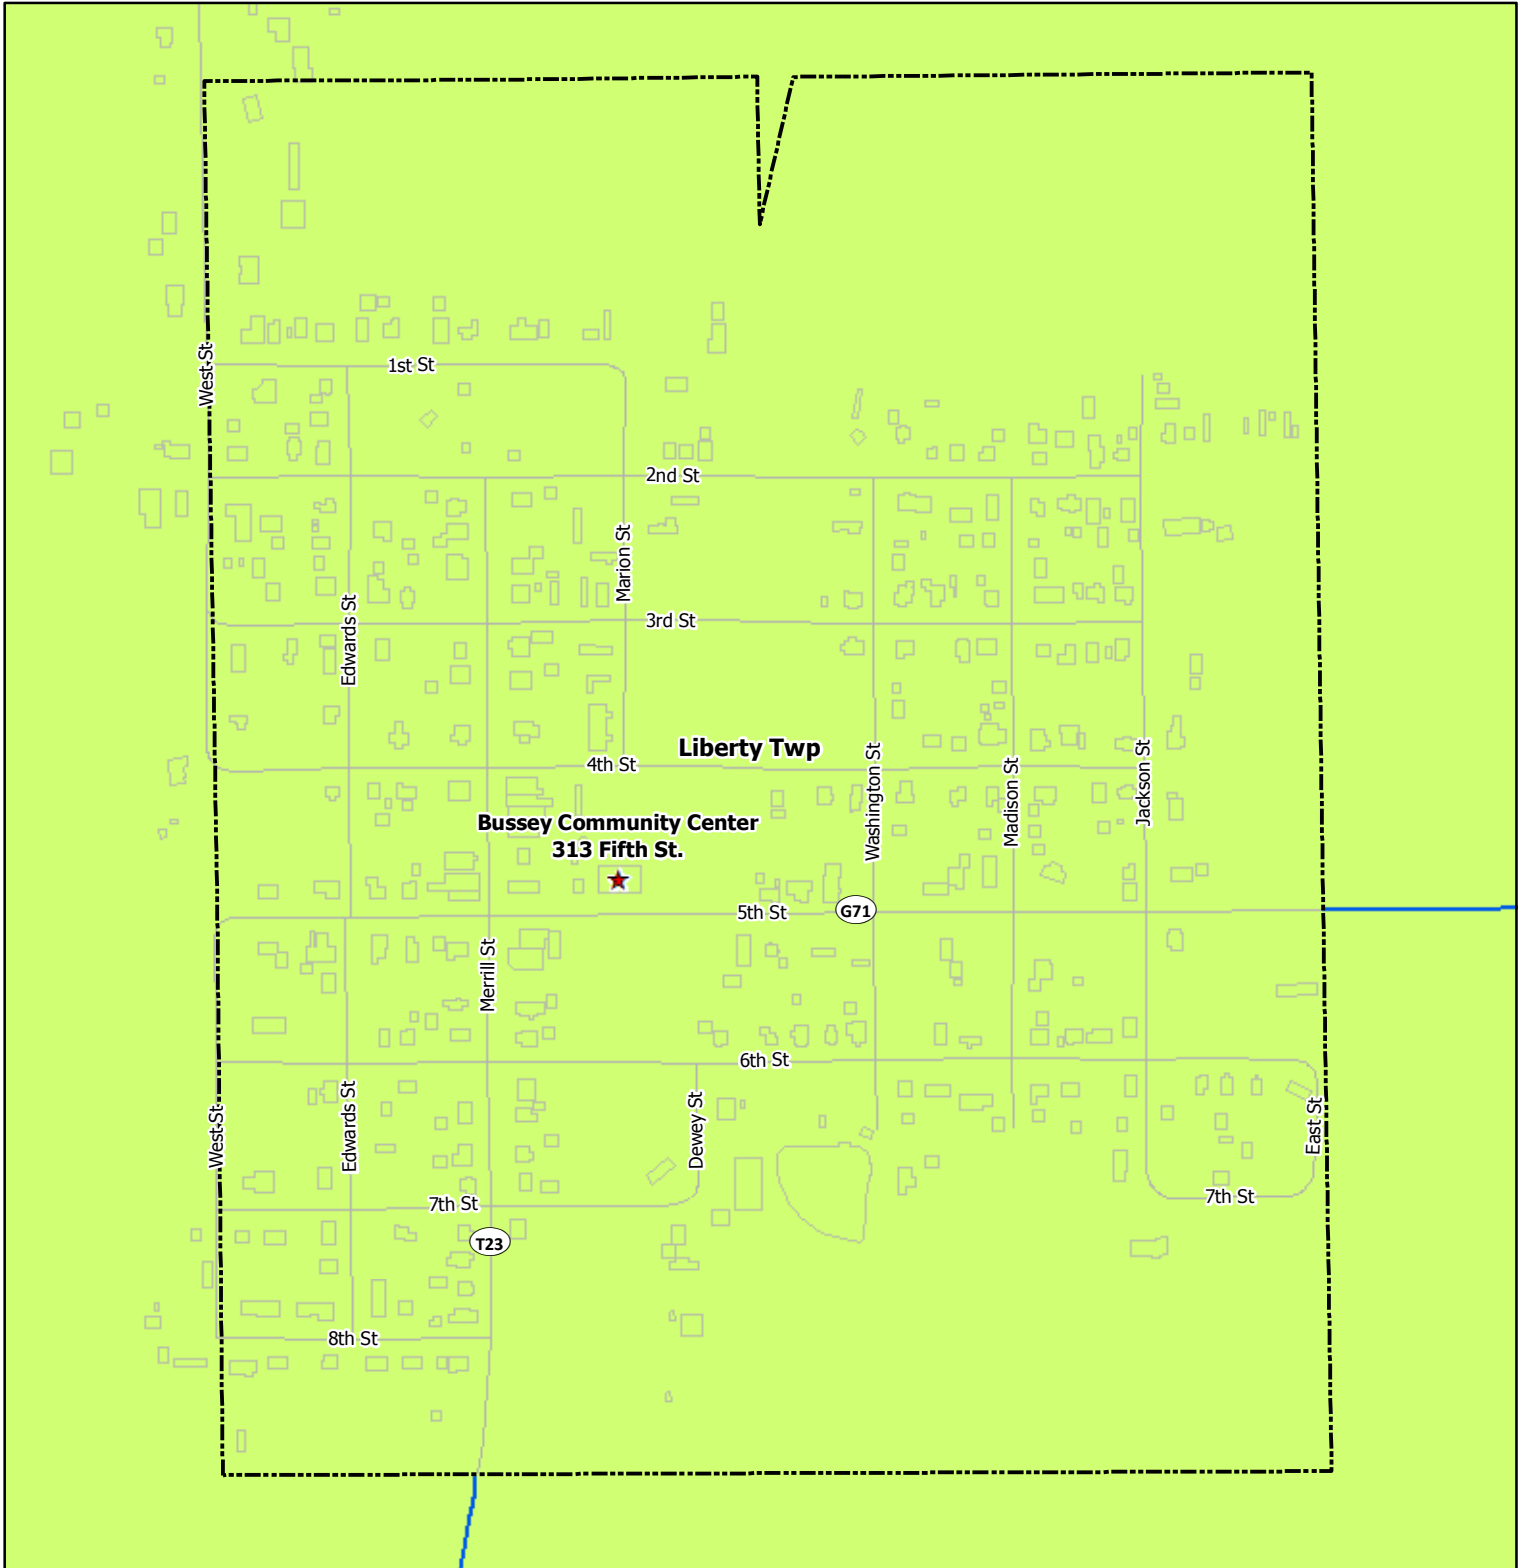 West St
1st St
2nd St
Marion St
Edwards St
3rd St
Liberty Twp
4th St
Washington St
Madison St
Jackson St
Bussey Community Center
313 Fifth St.
5th St
G71
Merrill St
6th St
West St
Edwards St
Dewey St
East St
7th St
7th St
T23
8th St